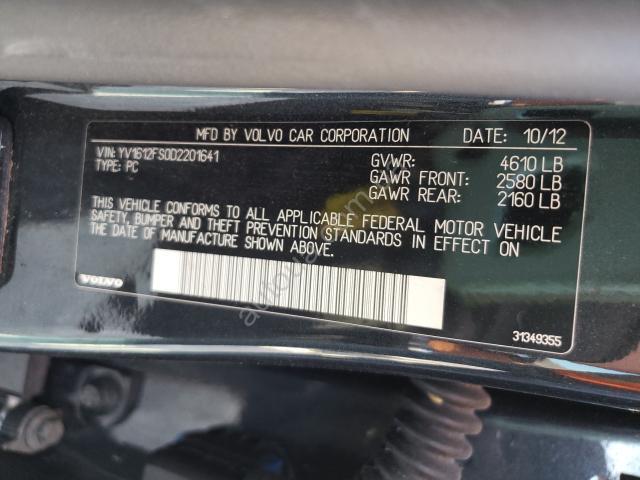 MFD BY VOLVO CAR CORPORATION DATE: 10/12
VIN: YV1612FS0D2201641
TYPE: PC
GVWR: 4610 LB
GAWR FRONT: 2580 LB
GAWR REAR: 2160 LB
THIS VEHICLE CONFORMS TO ALL APPLICABLE FEDERAL MOTOR VEHICLE
SAFETY, BUMPER AND THEFT PREVENTION STANDARDS IN EFFECT ON
THE DATE OF MANUFACTURE SHOWN ABOVE.
VOLVO
31349355